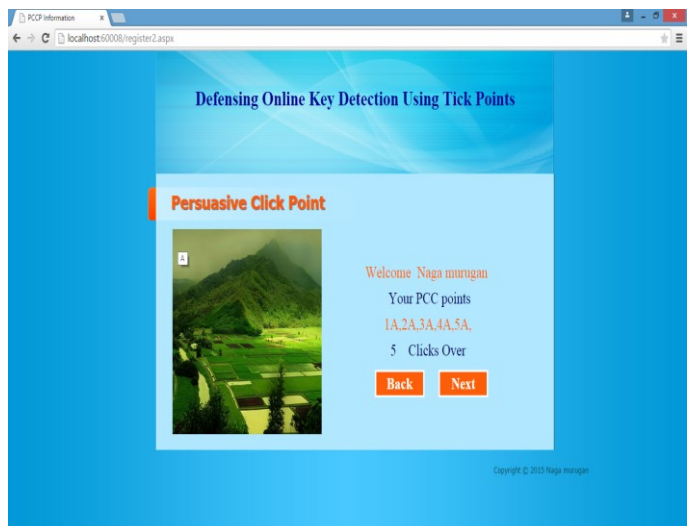 PCCP Information
localhost:60008/register2.aspx
Defensing Online Key Detection Using Tick Points
Persuasive Click Point
A
Welcome Naga murugan
Your PCC points
1A,2A,3A,4A,5A,
5 Clicks Over
Back Next
Copyright © 2015 Naga murugan